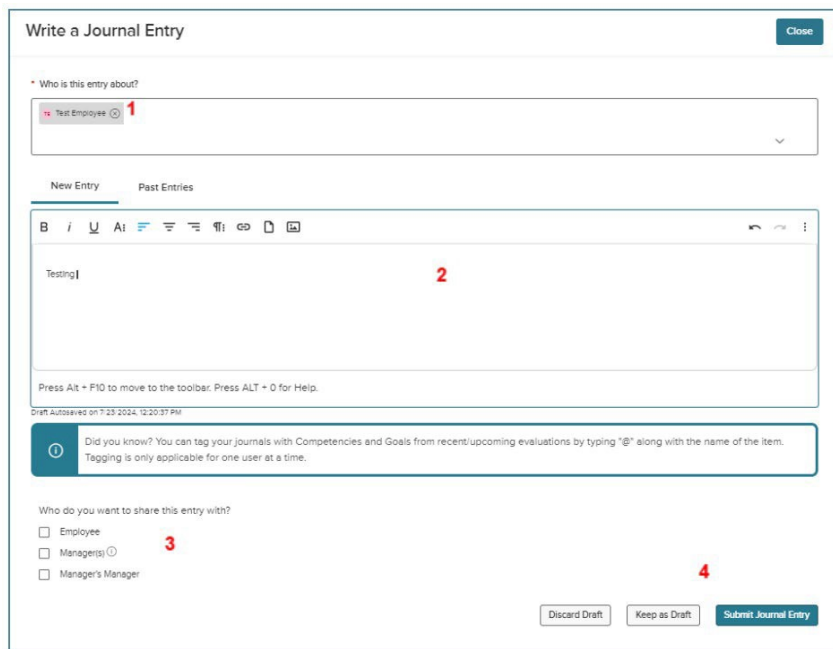 Write a Journal Entry
Close
* Who is this entry about?
TE Test Employee
1
New Entry Past Entries
B i U A
Testing
2
Press Alt + F10 to move to the toolbar. Press ALT + 0 for Help.
Draft Autosaved on 7/23/2024, 12:20:37 PM
Did you know? You can tag your journals with Competencies and Goals from recent/upcoming evaluations by typing "@" along with the name of the item.
Tagging is only applicable for one user at a time.
Who do you want to share this entry with?
Employee
Manager(s)
3
Manager's Manager
4
Discard Draft Keep as Draft Submit Journal Entry